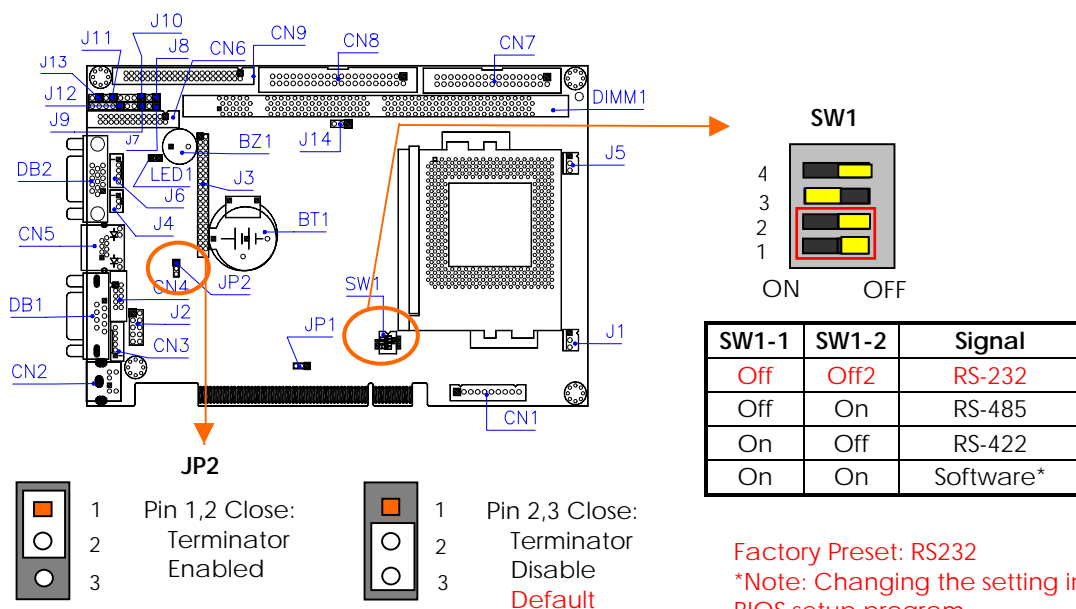 J10
J11 J8 CN9 CN8 CN7
J13 CN6
J12 DIMM1
J9 J7 BZ1 J14 J5
DB2 LED1 J3
J6
J4 BT1
CN5
CN4 JP2 SW1
DB1 J2
CN3 JP1 J1
CN2
CN1
SW1
4
3
2
1
ON OFF
SW1-1 SW1-2 Signal
Off Off2 RS-232
Off On RS-485
On Off RS-422
On On Software*
JP2
1 Pin 1,2 Close:
2 Terminator
Enabled
3
1 Pin 2,3 Close:
2 Terminator
Disable
3
Default
Factory Preset: RS232
*Note: Changing the setting in
BIOS setup program